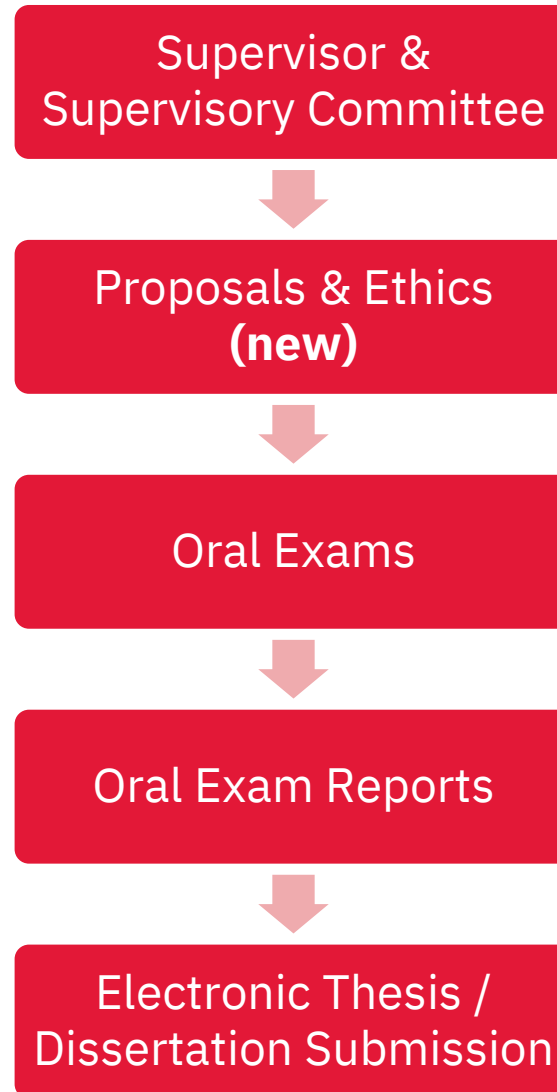 Supervisor &
Supervisory Committee
Proposals & Ethics
(new)
Oral Exams
Oral Exam Reports
Electronic Thesis /
Dissertation Submission